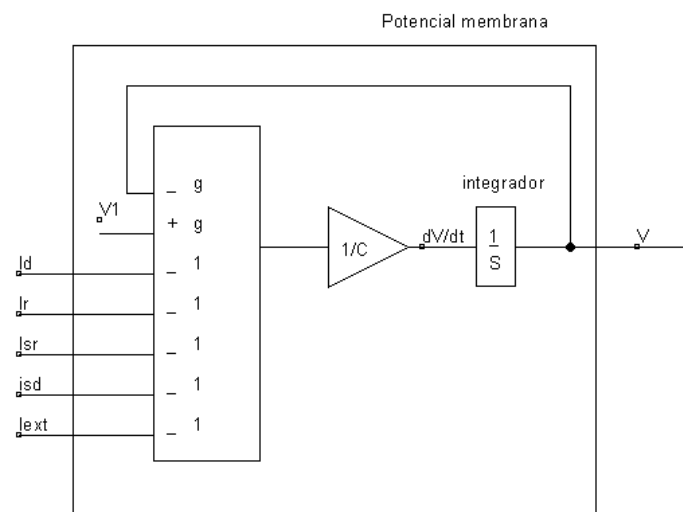 Potencial membrana
integrador
_ g
V1
+ g
1/C
dV/dt
1
S
V
Id
_ 1
Ir
_ 1
Isr
_ 1
isd
_ 1
Iext
_ 1